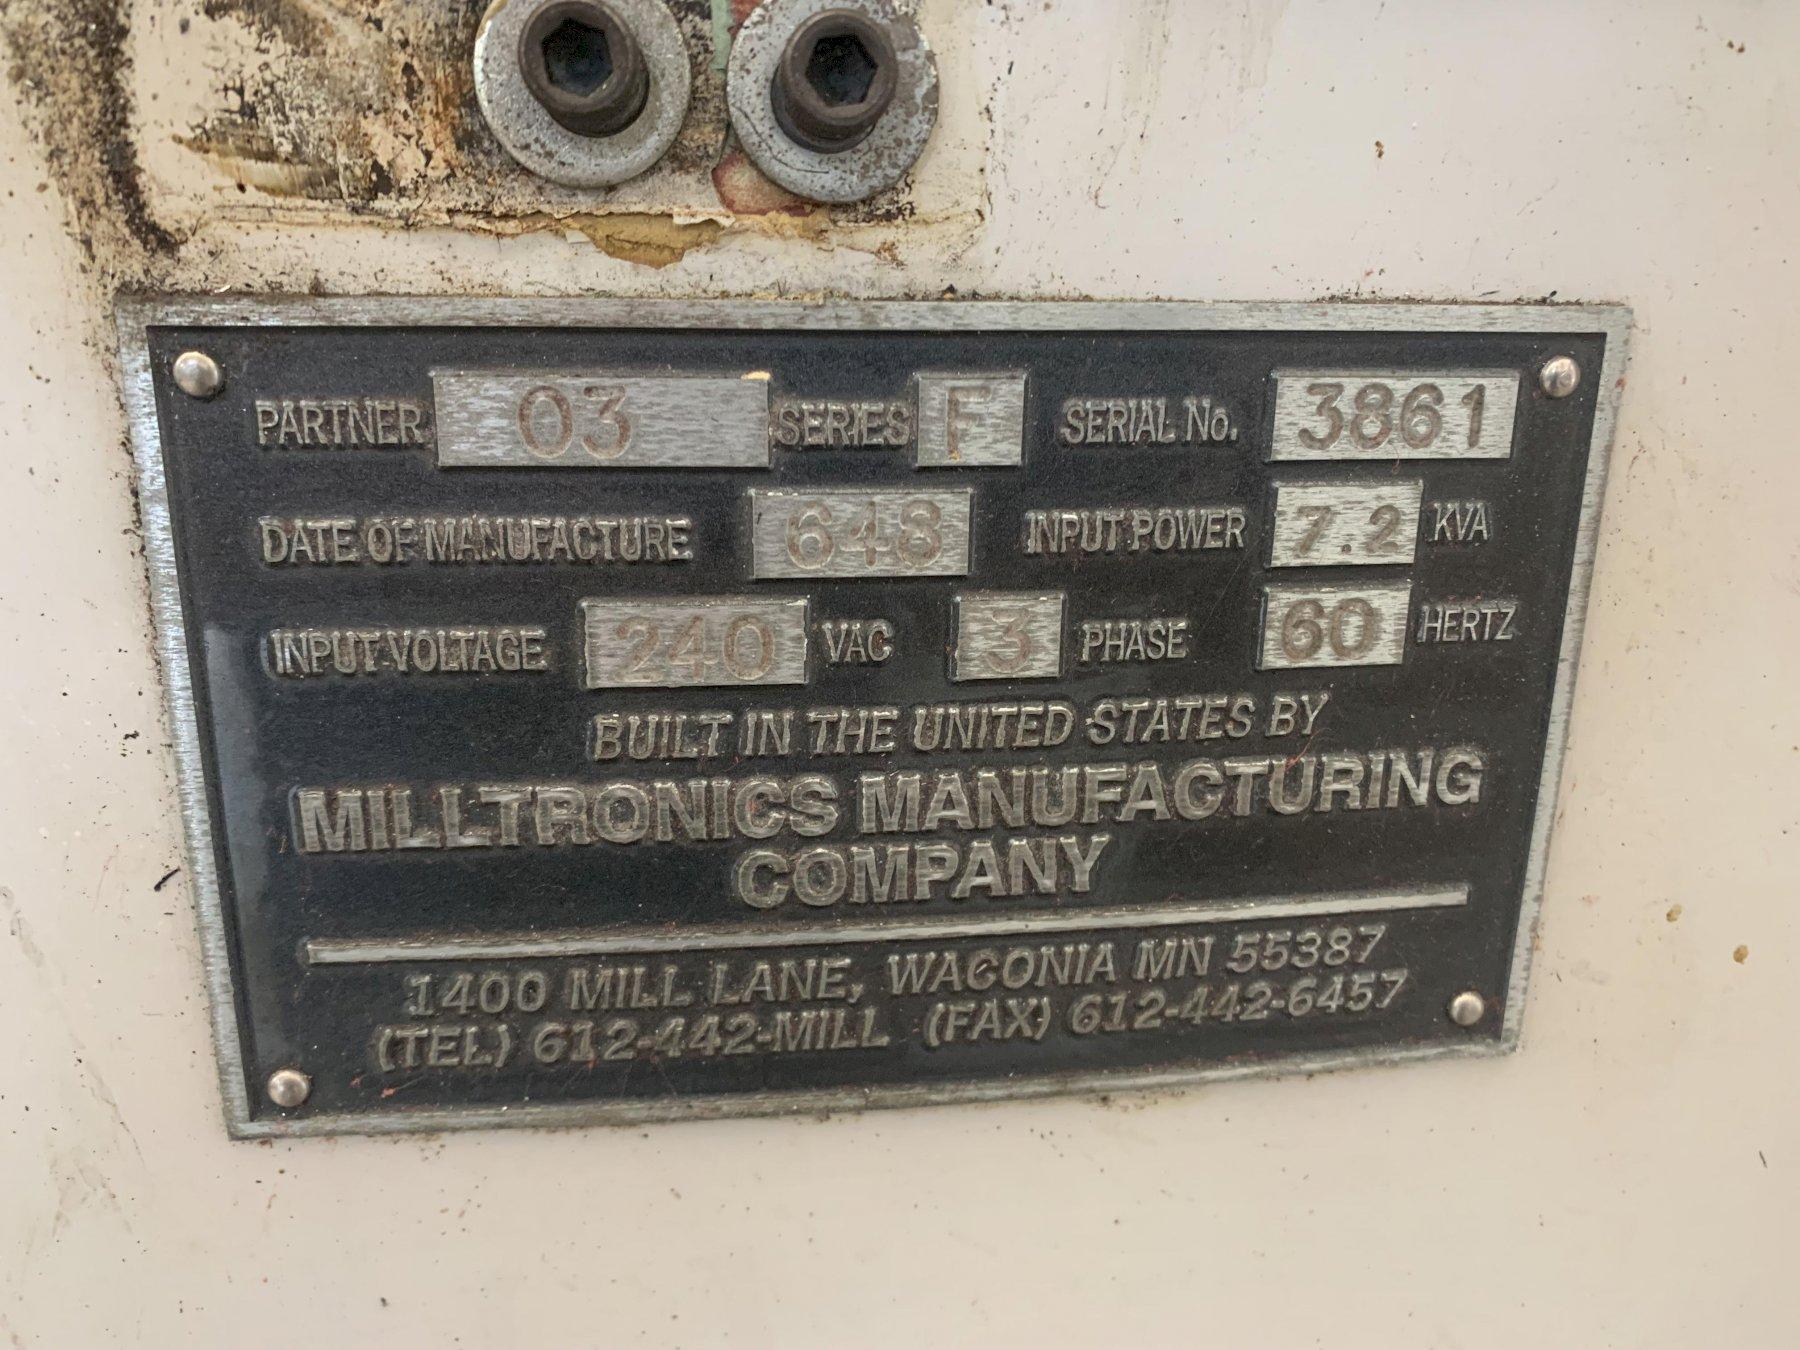 PARTNER 03 SERIES F SERIAL No. 3861
DATE OF MANUFACTURE 648 INPUT POWER 7.2 KVA
INPUT VOLTAGE 240 VAC 3 PHASE 60 HERTZ
BUILT IN THE UNITED STATES BY
MILLTRONICS MANUFACTURING
COMPANY
1400 MILL LANE, WACONIA MN 55387
(TEL) 612-442-MILL (FAX) 612-442-6457